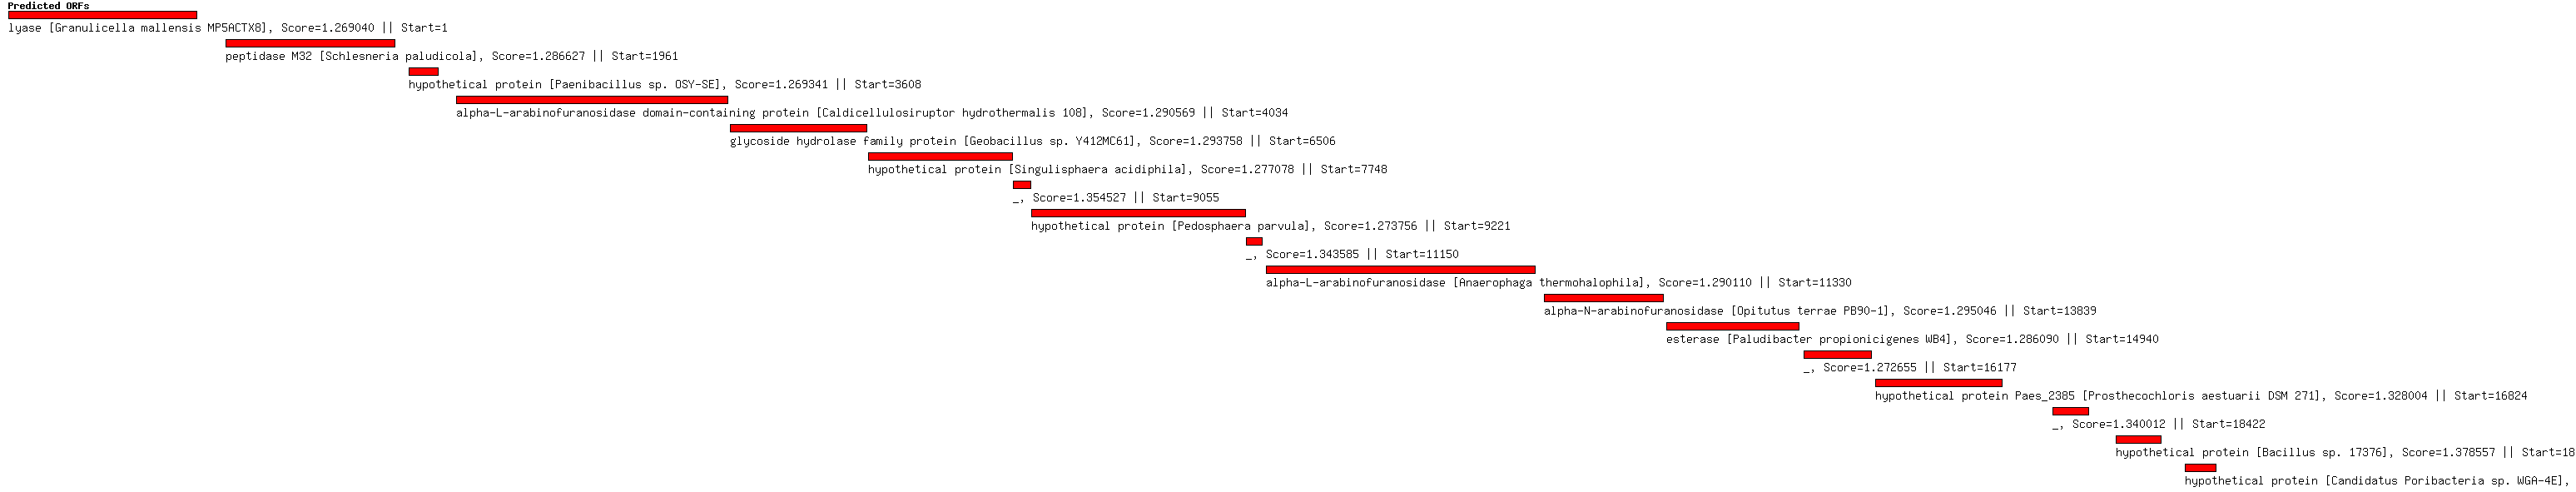 Predicted ORFs
lyase [Granulicella mallensis MP5ACTX8], Score=1.269040 || Start=1
peptidase M32 [Schlesneria paludicola], Score=1.286627 || Start=1961
hypothetical protein [Paenibacillus sp. OSY-SE], Score=1.269341 || Start=3608
alpha-L-arabinofuranosidase domain-containing protein [Caldicellulosiruptor hydrothermalis 108], Score=1.290569 || Start=4034
glycoside hydrolase family protein [Geobacillus sp. Y412MC61], Score=1.293758 || Start=6506
hypothetical protein [Singulisphaera acidiphila], Score=1.277078 || Start=7748
_, Score=1.354527 || Start=9055
hypothetical protein [Pedosphaera parvula], Score=1.273756 || Start=9221
_, Score=1.343585 || Start=11150
alpha-L-arabinofuranosidase [Anaerophaga thermohalophila], Score=1.290110 || Start=11330
alpha-N-arabinofuranosidase [Opitutus terrae PB90-1], Score=1.295046 || Start=13839
esterase [Paludibacter propionicigenes WB4], Score=1.286090 || Start=14940
_, Score=1.272655 || Start=16177
hypothetical protein Paes_2385 [Prosthecochloris aestuarii DSM 271], Score=1.328004 || Start=16824
_, Score=1.340012 || Start=18422
hypothetical protein [Bacillus sp. 17376], Score=1.378557 || Start=18
hypothetical protein [Candidatus Poribacteria sp. WGA-4E],